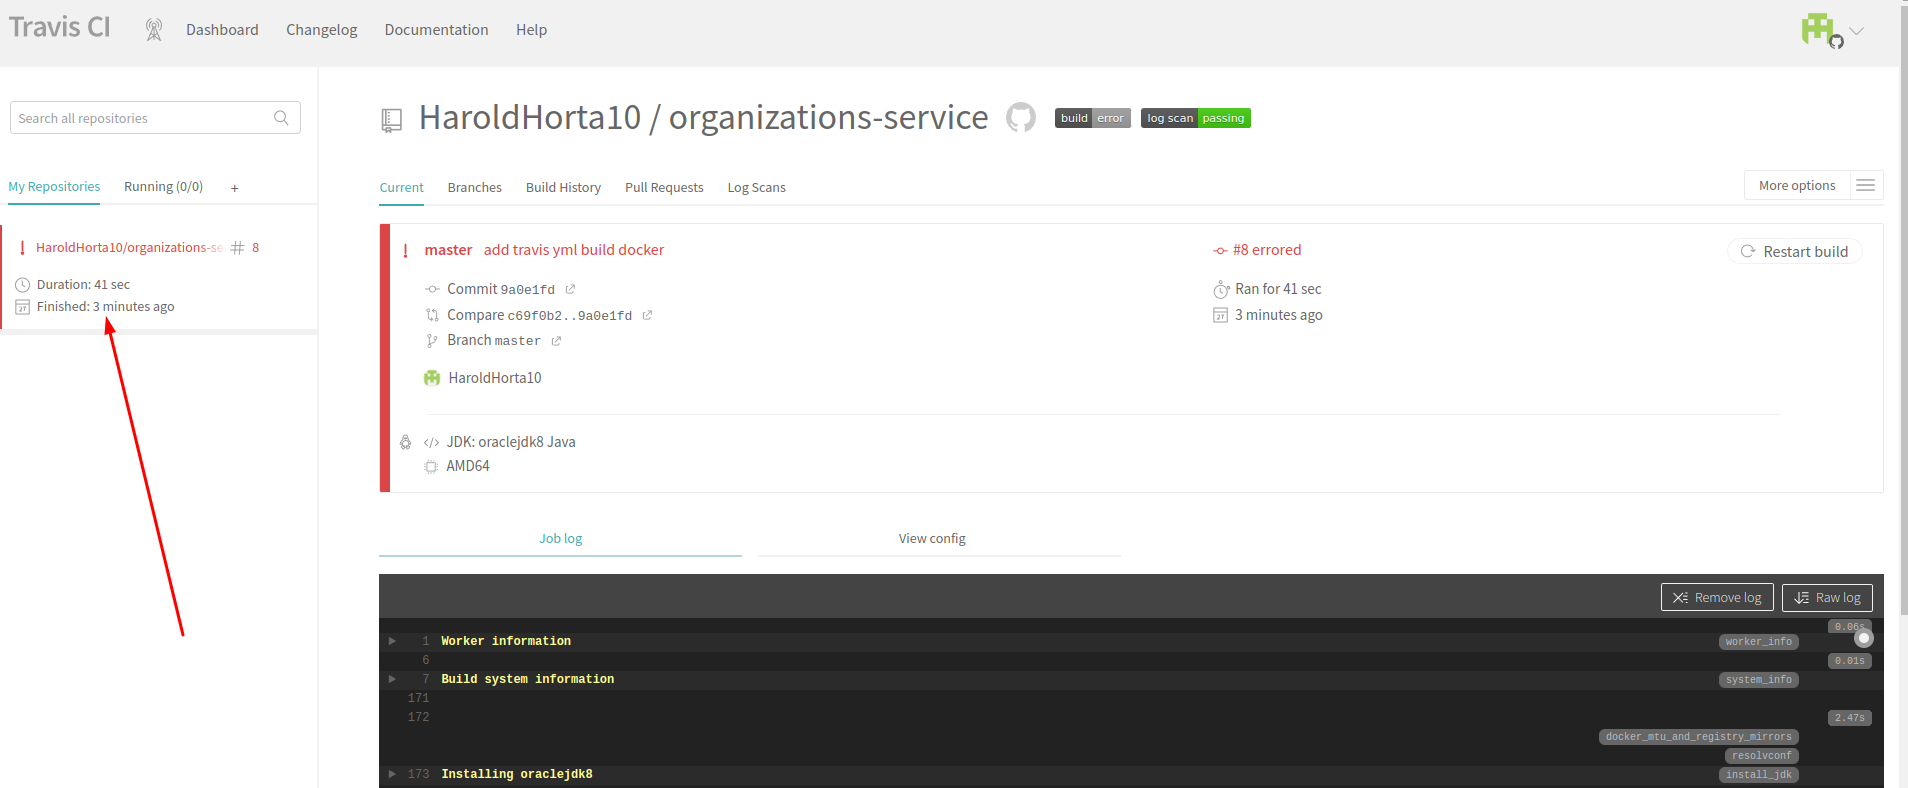 Travis CI
Dashboard Changelog Documentation Help
Search all repositories
My Repositories Running (0/0) +
! HaroldHorta10/organizations-se # 8
Duration: 41 sec
Finished: 3 minutes ago
HaroldHorta10 / organizations-service build error log scan passing
Current Branches Build History Pull Requests Log Scans More options
! master add travis yml build docker #8 errored Restart build
Commit 9a0e1fd Ran for 41 sec
Compare c69f0b2..9a0e1fd 3 minutes ago
Branch master
HaroldHorta10
</> JDK: oraclejdk8 Java
AMD64
Job log View config
Remove log Raw log
0.06s
1 Worker information worker_info
6 0.01s
7 Build system information system_info
171
172 2.47s
docker_mtu_and_registry_mirrors
resolvconf
173 Installing oraclejdk8 install_jdk